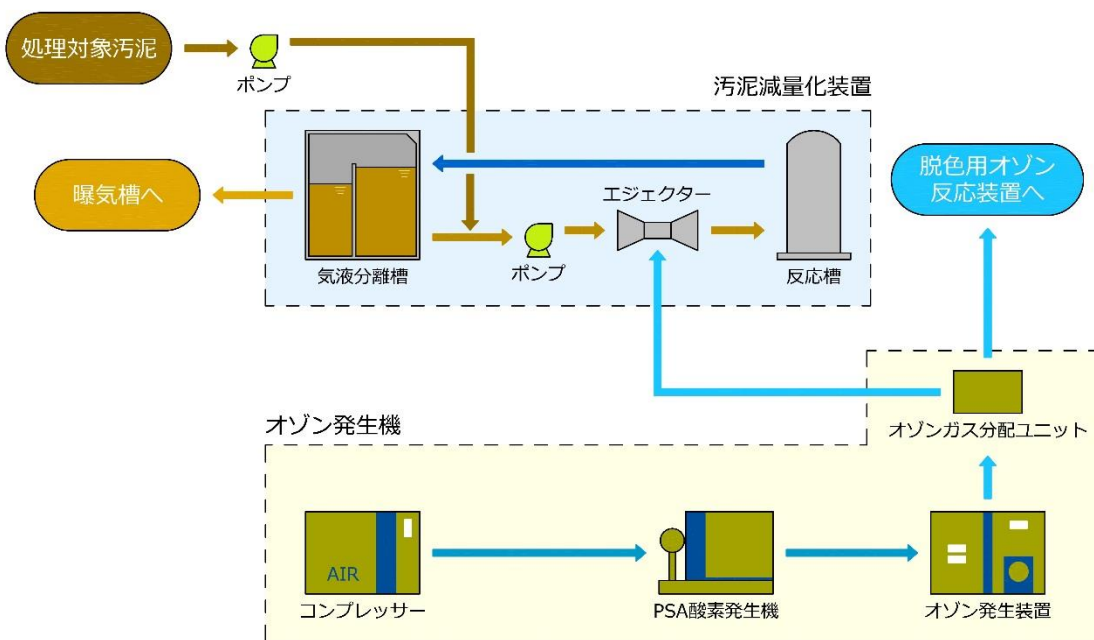 処理対象汚泥
ポンプ
汚泥減量化装置
曝気槽へ
エジェクター
脱色用オゾン
反応装置へ
気液分離槽
ポンプ
反応槽
オゾン発生機
オゾンガス分配ユニット
AIR
コンプレッサー
PSA酸素発生機
オゾン発生装置